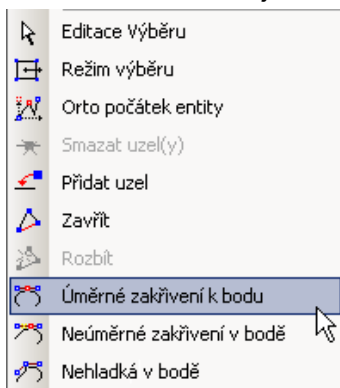 Editace Výběru
Režim výběru
Orto počátek entity
Smazat uzel(y)
Přidat uzel
Zavřít
Rozbít
Úměrné zakřivení k bodu
Neúměrné zakřivení v bodě
Nehladká v bodě